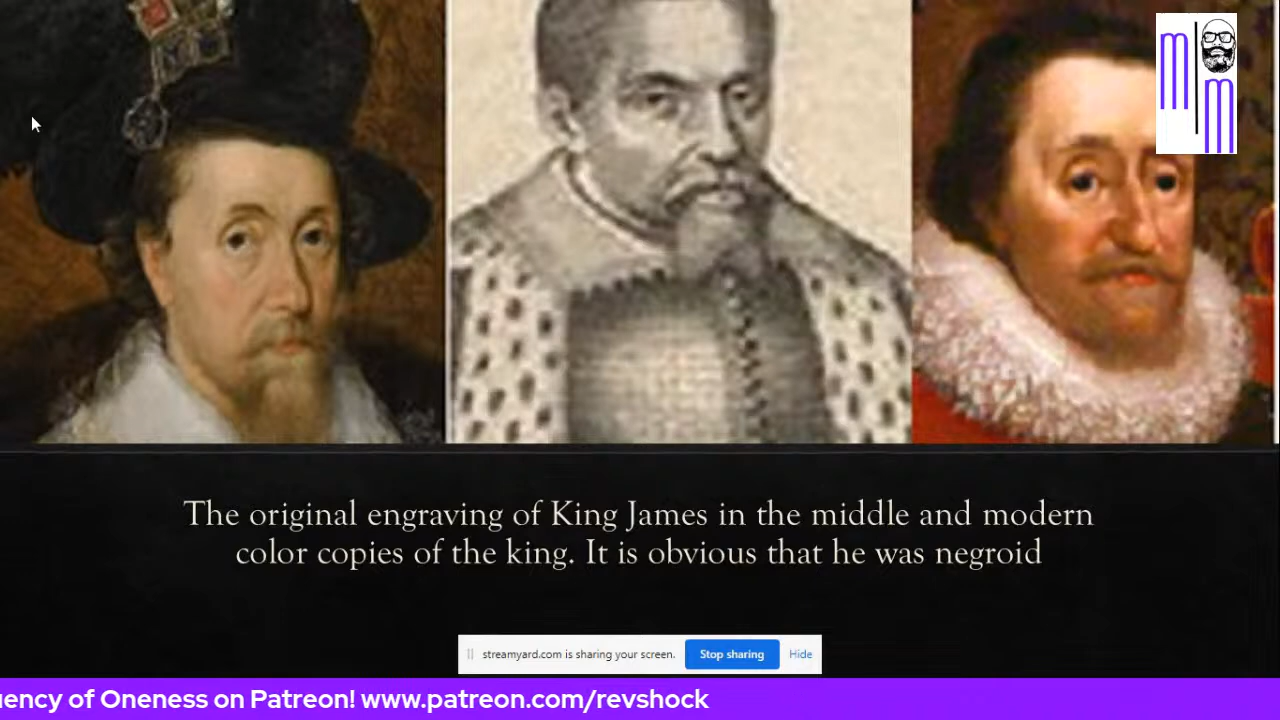 m
m
The original engraving of King James in the middle and modern
color copies of the king. It is obvious that he was negroid
streamyard.com is sharing your screen. Stop sharing Hide
uency of Oneness on Patreon! www.patreon.com/revshock